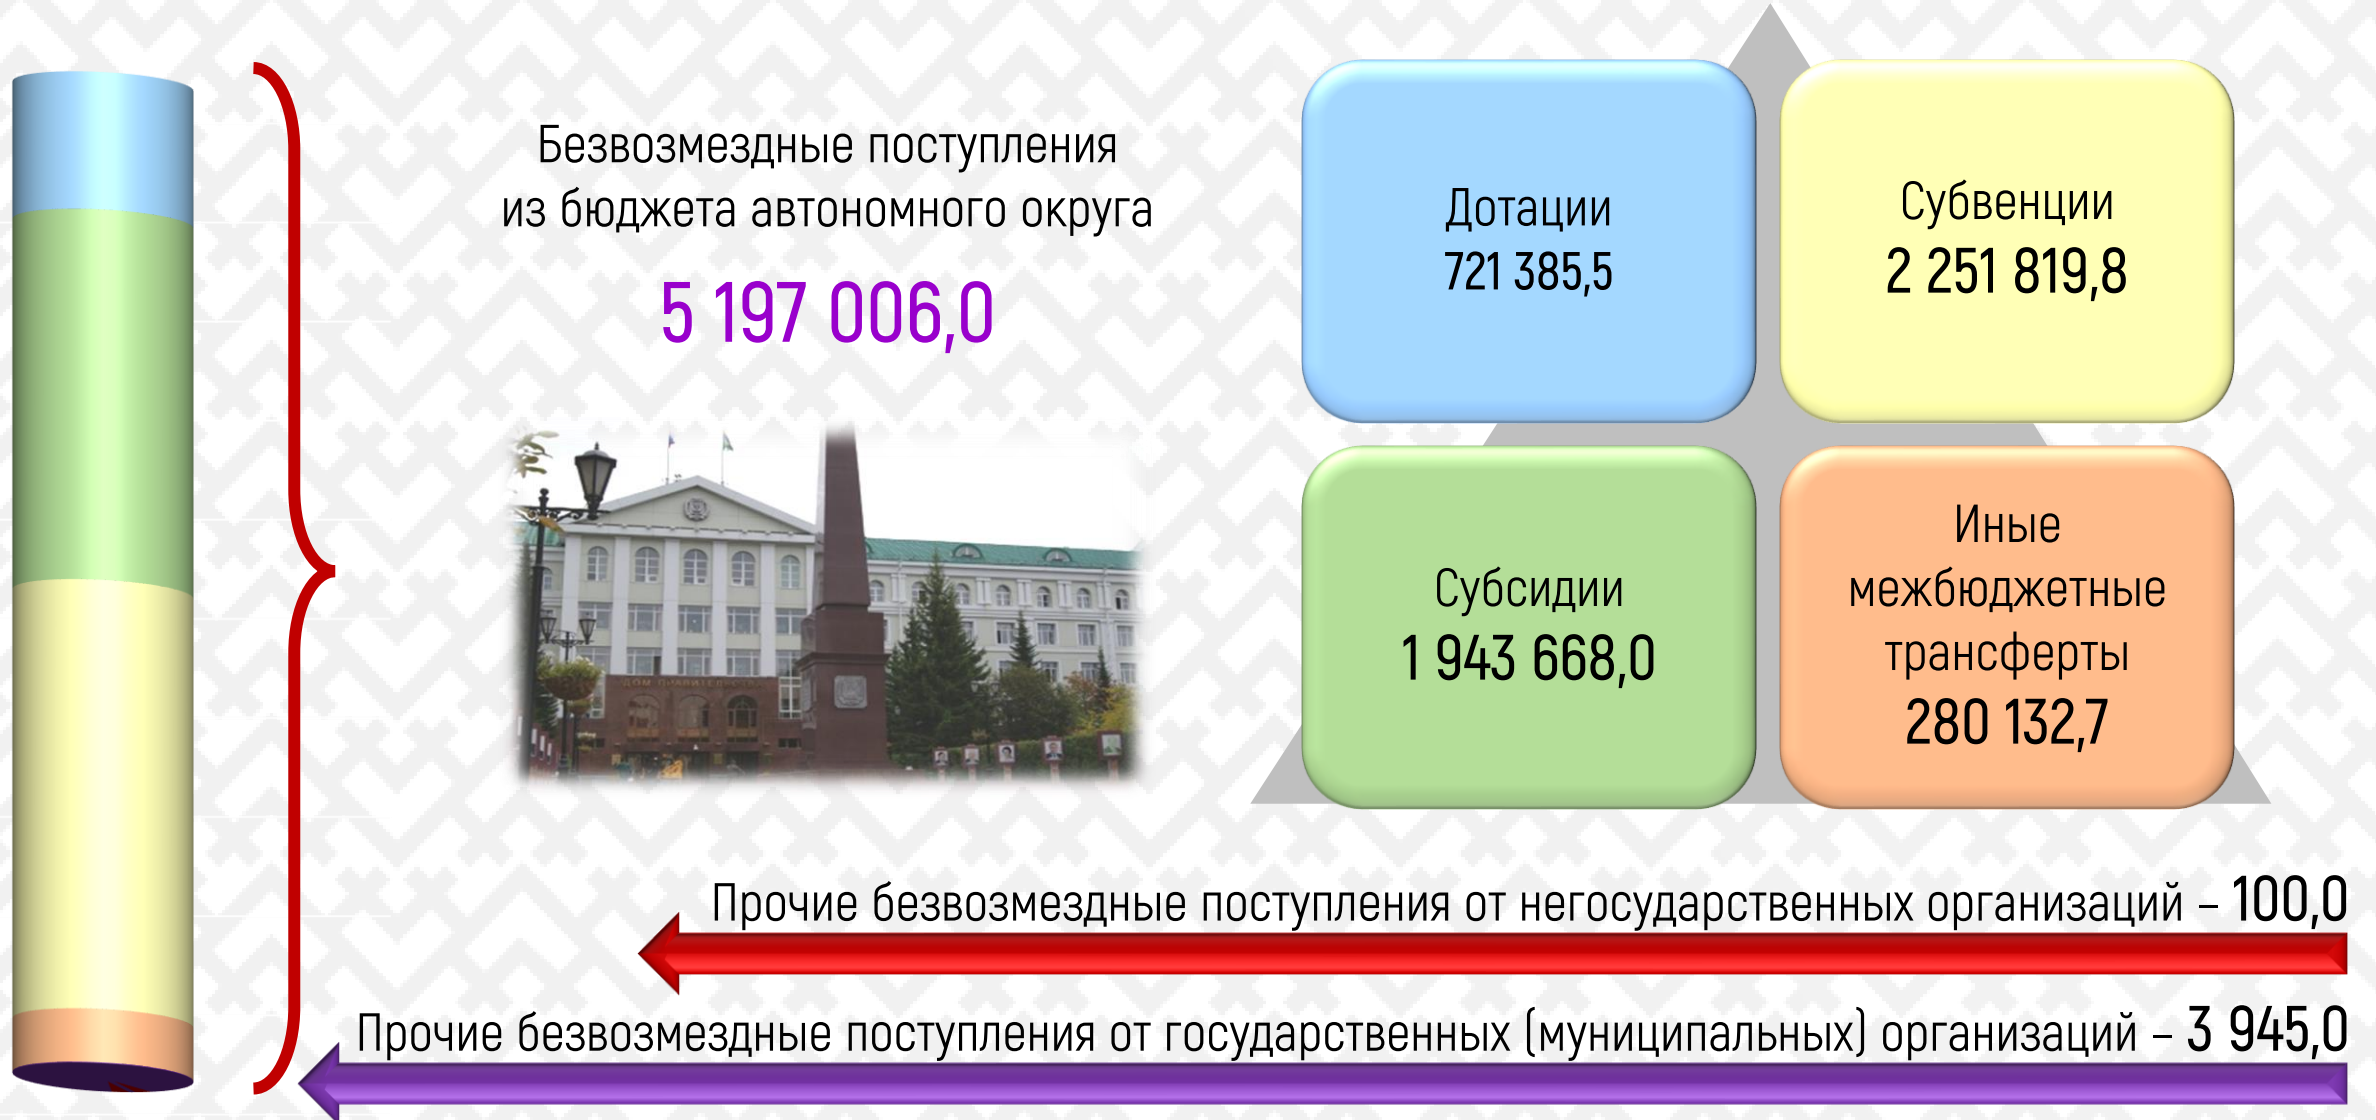 Безвозмездные поступления
из бюджета автономного округа
5 197 006,0
Дотации
721 385,5
Субвенции
2 251 819,8
Субсидии
1 943 668,0
Иные
межбюджетные
трансферты
280 132,7
ДОМ ПРАВИТЕЛЬСТВА
Прочие безвозмездные поступления от негосударственных организаций – 100,0
Прочие безвозмездные поступления от государственных (муниципальных) организаций – 3 945,0